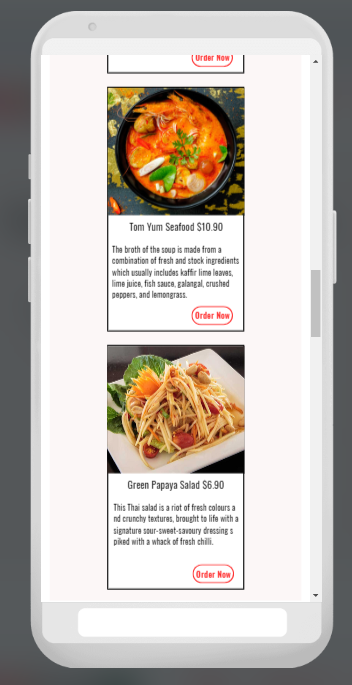 Order Now
Tom Yum Seafood $10.90
The broth of the soup is made from a
combination of fresh and stock ingredients
which usually includes kaffir lime leaves,
lime juice, fish sauce, galangal, crushed
peppers, and lemongrass.
Order Now
Green Papaya Salad $6.90
This Thai salad is a riot of fresh colours a
nd crunchy textures, brought to life with a
signature sour-sweet-savoury dressing s
piked with a whack of fresh chilli.
Order Now